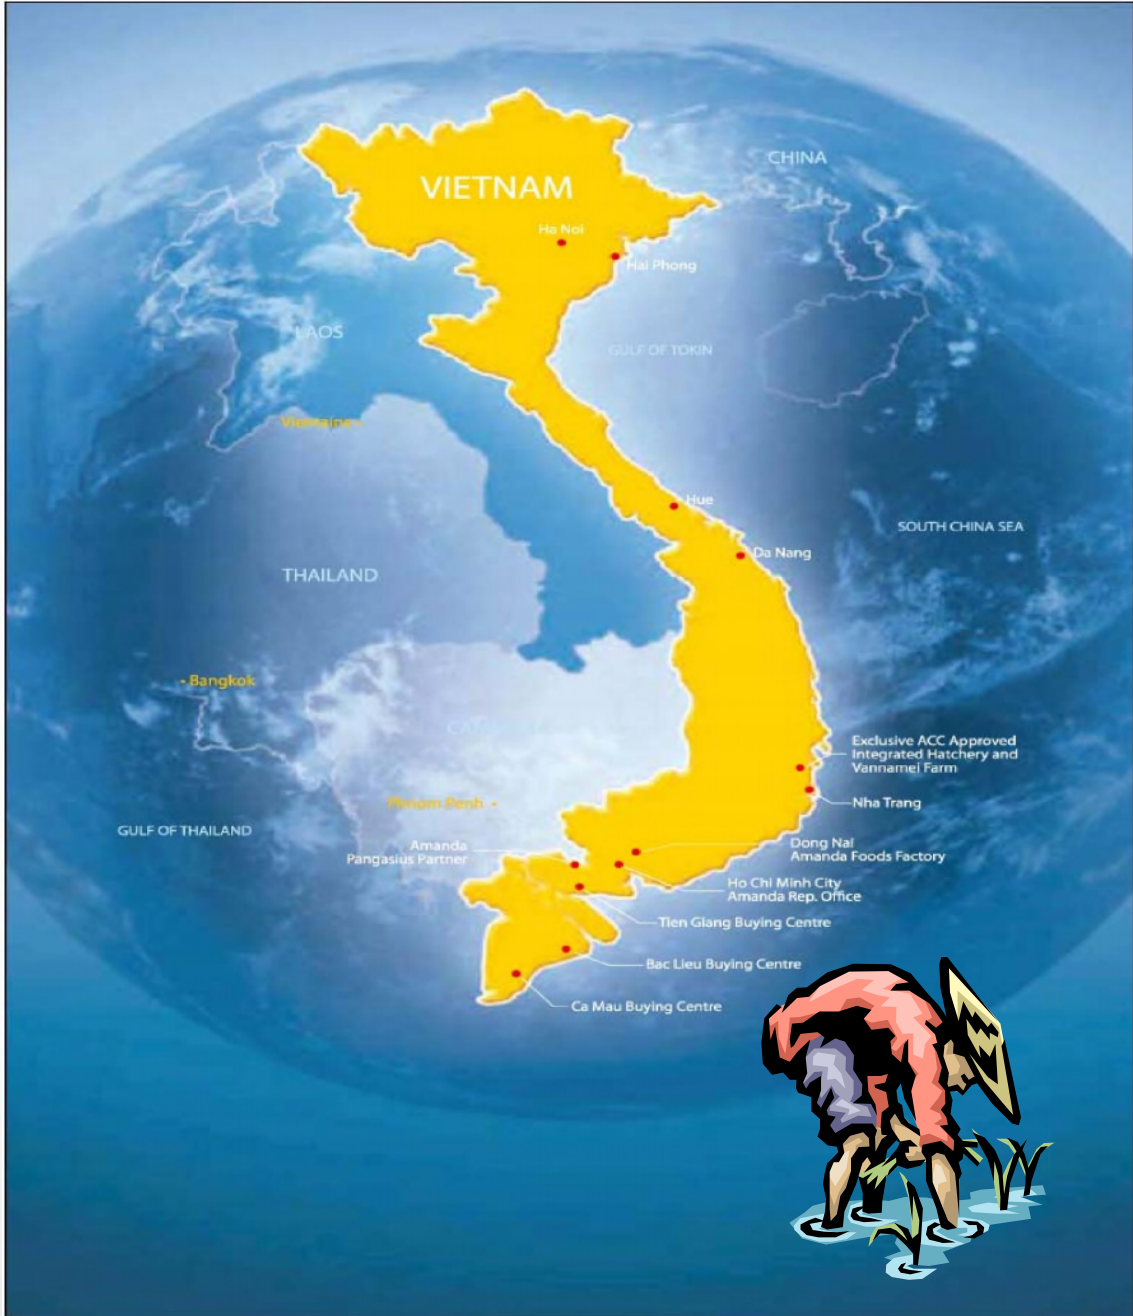 CHINA
VIETNAM
Ha Noi
Hai Phong
LAOS
GULF OF TOKIN
Vientaine
Hue
SOUTH CHINA SEA
Da Nang
THAILAND
Bangkok
Exclusive ACC Approved
Integrated Hatchery and
Vannamei Farm
Phnom Penh
Nha Trang
GULF OF THAILAND
Amanda
Pangasius Partner
Dong Nai
Amanda Foods Factory
Ho Chi Minh City
Amanda Rep. Office
Tien Giang Buying Centre
Bac Lieu Buying Centre
Ca Mau Buying Centre